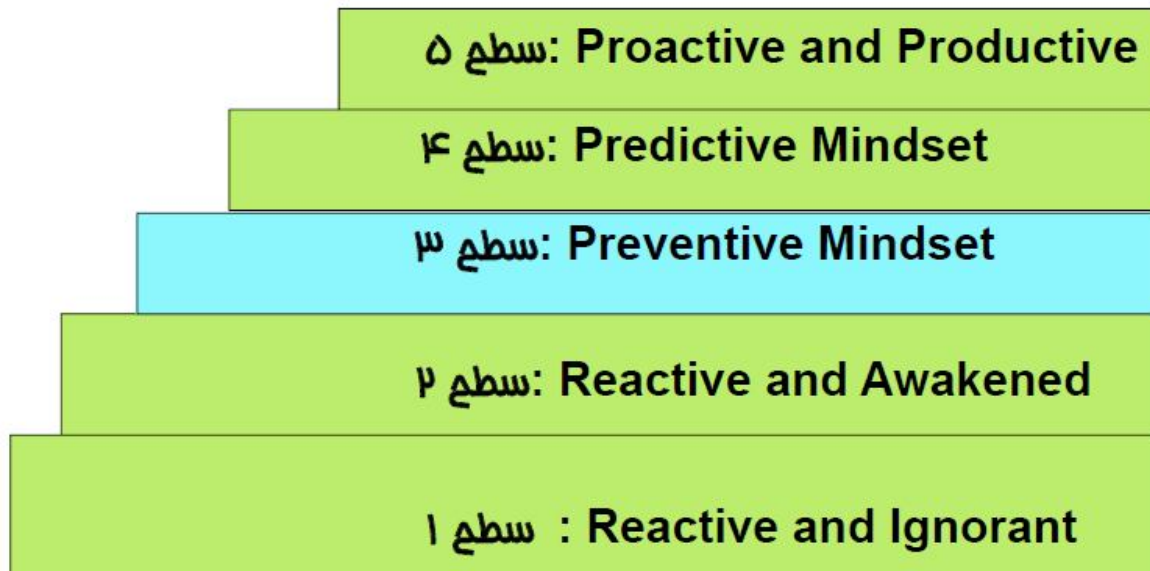 سطح ۵: Proactive and Productive
سطح ۴: Predictive Mindset
سطح ۳: Preventive Mindset
سطح ۲: Reactive and Awakened
سطح ۱ : Reactive and Ignorant